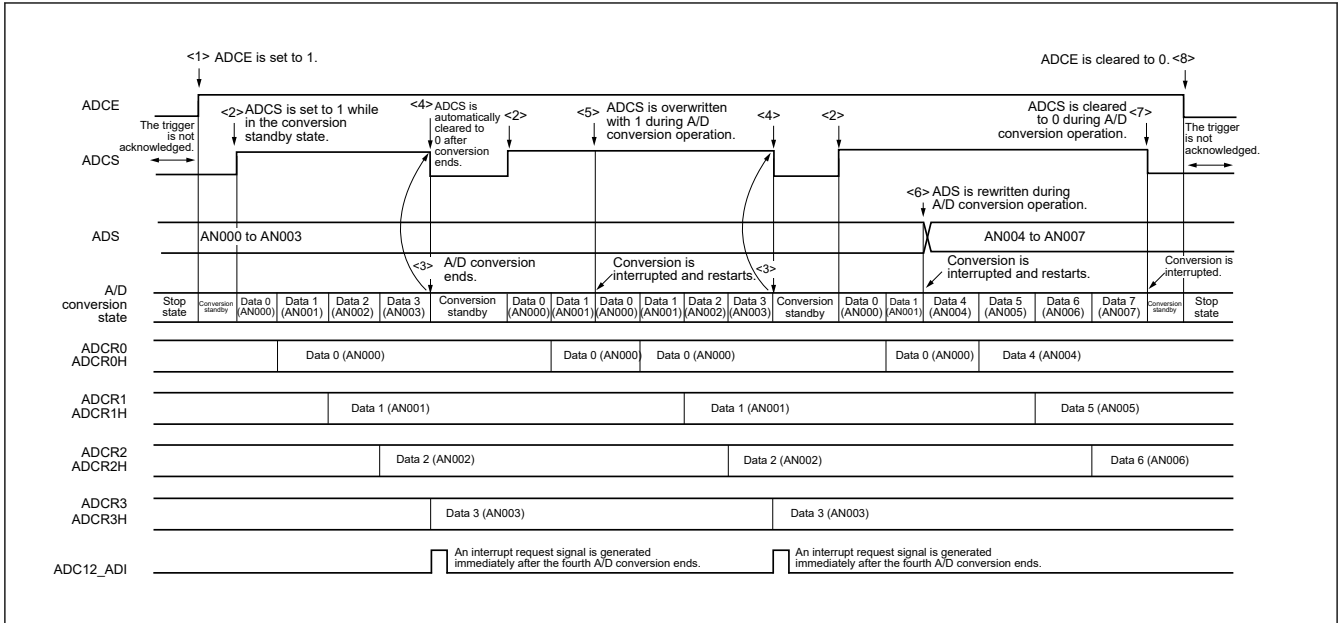 <1> ADCE is set to 1.
ADCE is cleared to 0. <8>
ADCE
<2> ADCS is set to 1 while
in the conversion
standby state.
<4> ADCS is
automatically
cleared to
0 after
conversion
ends.
<2>
<5> ADCS is overwritten
with 1 during A/D
conversion operation.
<4>
<2>
ADCS is cleared <7>
to 0 during A/D
conversion operation.
The trigger
is not
acknowledged.
The trigger
is not
acknowledged.
ADCS
<6> ADS is rewritten during
A/D conversion operation.
ADS
AN000 to AN003
AN004 to AN007
<3> A/D conversion
ends.
Conversion is
interrupted and restarts.
<3>
Conversion is
interrupted and restarts.
Conversion is
interrupted.
A/D
conversion
state
Stop
state
Conversion
standby
Data 0
(AN000)
Data 1
(AN001)
Data 2
(AN002)
Data 3
(AN003)
Conversion
standby
Data 0
(AN000)
Data 1
(AN001)
Data 0
(AN000)
Data 1
(AN001)
Data 2
(AN002)
Data 3
(AN003)
Conversion
standby
Data 0
(AN000)
Data 1
(AN001)
Data 4
(AN004)
Data 5
(AN005)
Data 6
(AN006)
Data 7
(AN007)
Conversion
standby
Stop
state
ADCR0
ADCR0H
Data 0 (AN000)
Data 0 (AN000)
Data 0 (AN000)
Data 0 (AN000)
Data 4 (AN004)
ADCR1
ADCR1H
Data 1 (AN001)
Data 1 (AN001)
Data 5 (AN005)
ADCR2
ADCR2H
Data 2 (AN002)
Data 2 (AN002)
Data 6 (AN006)
ADCR3
ADCR3H
Data 3 (AN003)
Data 3 (AN003)
ADC12_ADI
An interrupt request signal is generated
immediately after the fourth A/D conversion ends.
An interrupt request signal is generated
immediately after the fourth A/D conversion ends.